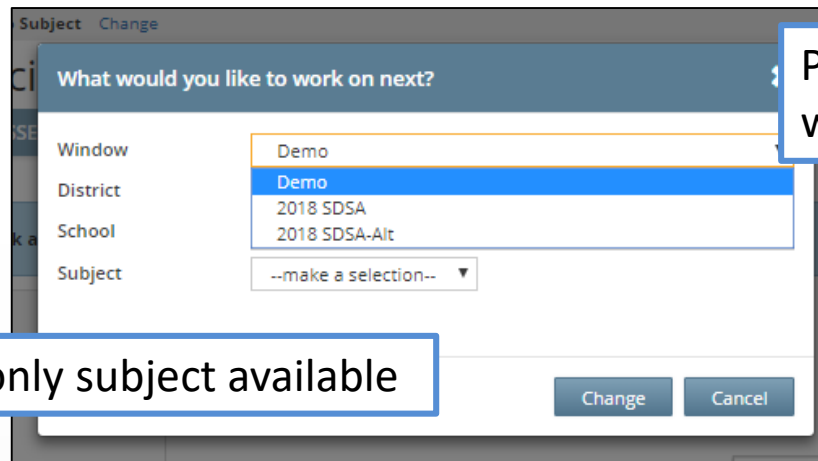 Subject Change
What would you like to work on next?
Window Demo
Demo
District
2018 SDSA
School
2018 SDSA-Alt
Subject --make a selection--
only subject available
Change Cancel